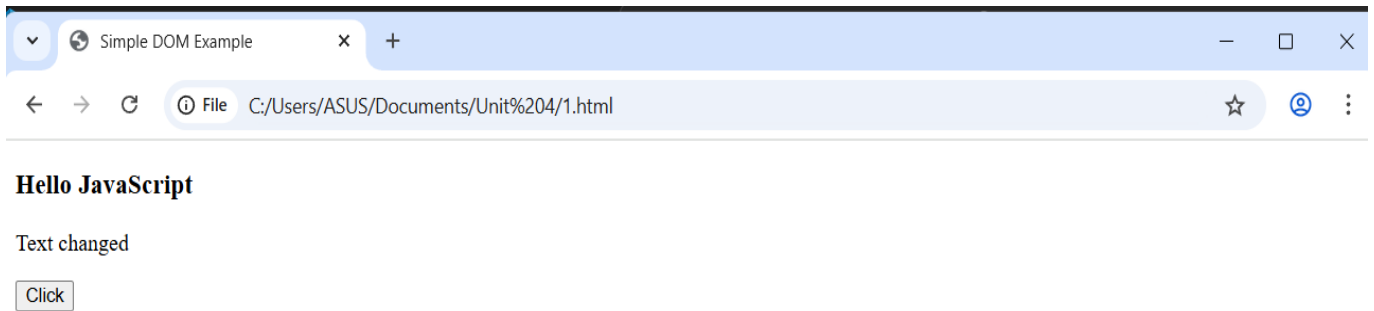 Simple DOM Example
File C:/Users/ASUS/Documents/Unit%204/1.html
Hello JavaScript
Text changed
Click